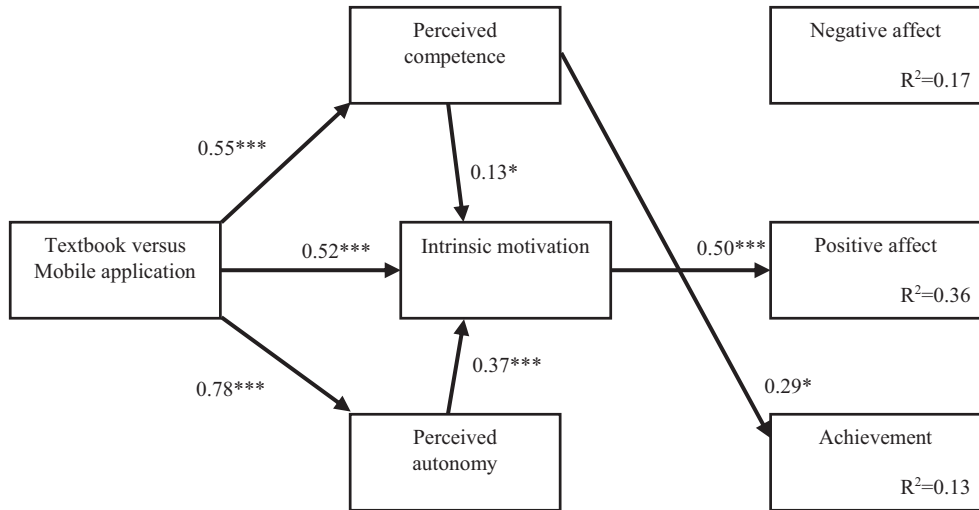 Perceived
competence
Negative affect
R²=0.17
0.55***
0.13*
Textbook versus
Mobile application
0.52***
Intrinsic motivation
0.50***
Positive affect
R²=0.36
0.78***
0.37***
0.29*
Perceived
autonomy
Achievement
R²=0.13